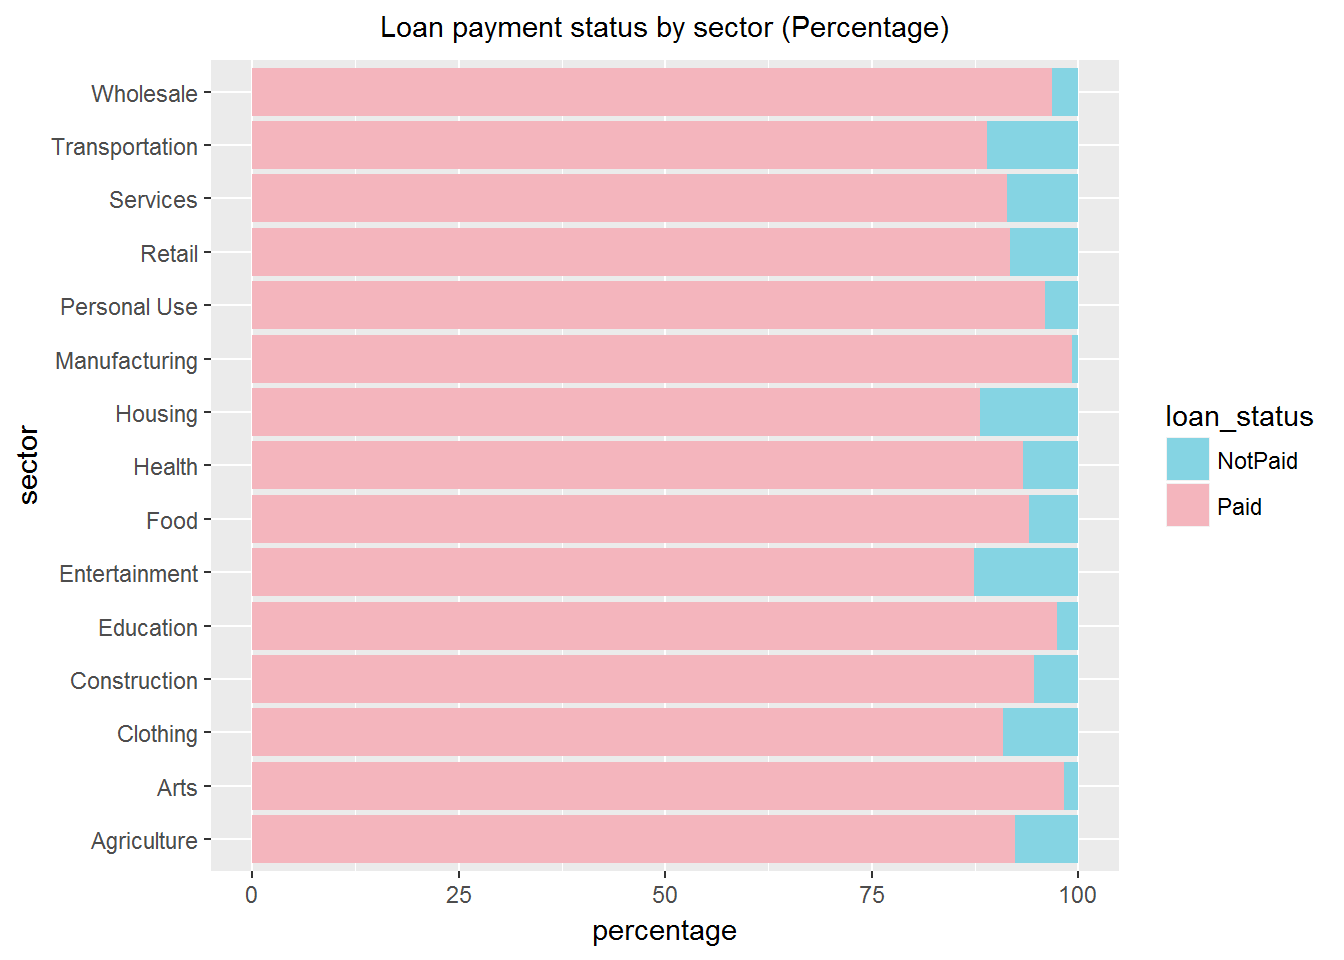 Loan payment status by sector (Percentage)
Wholesale
Transportation
Services
Retail
Personal Use
Manufacturing
Housing
Health
Food
Entertainment
Education
Construction
Clothing
Arts
Agriculture
sector
0 25 50 75 100
percentage
loan_status
NotPaid
Paid